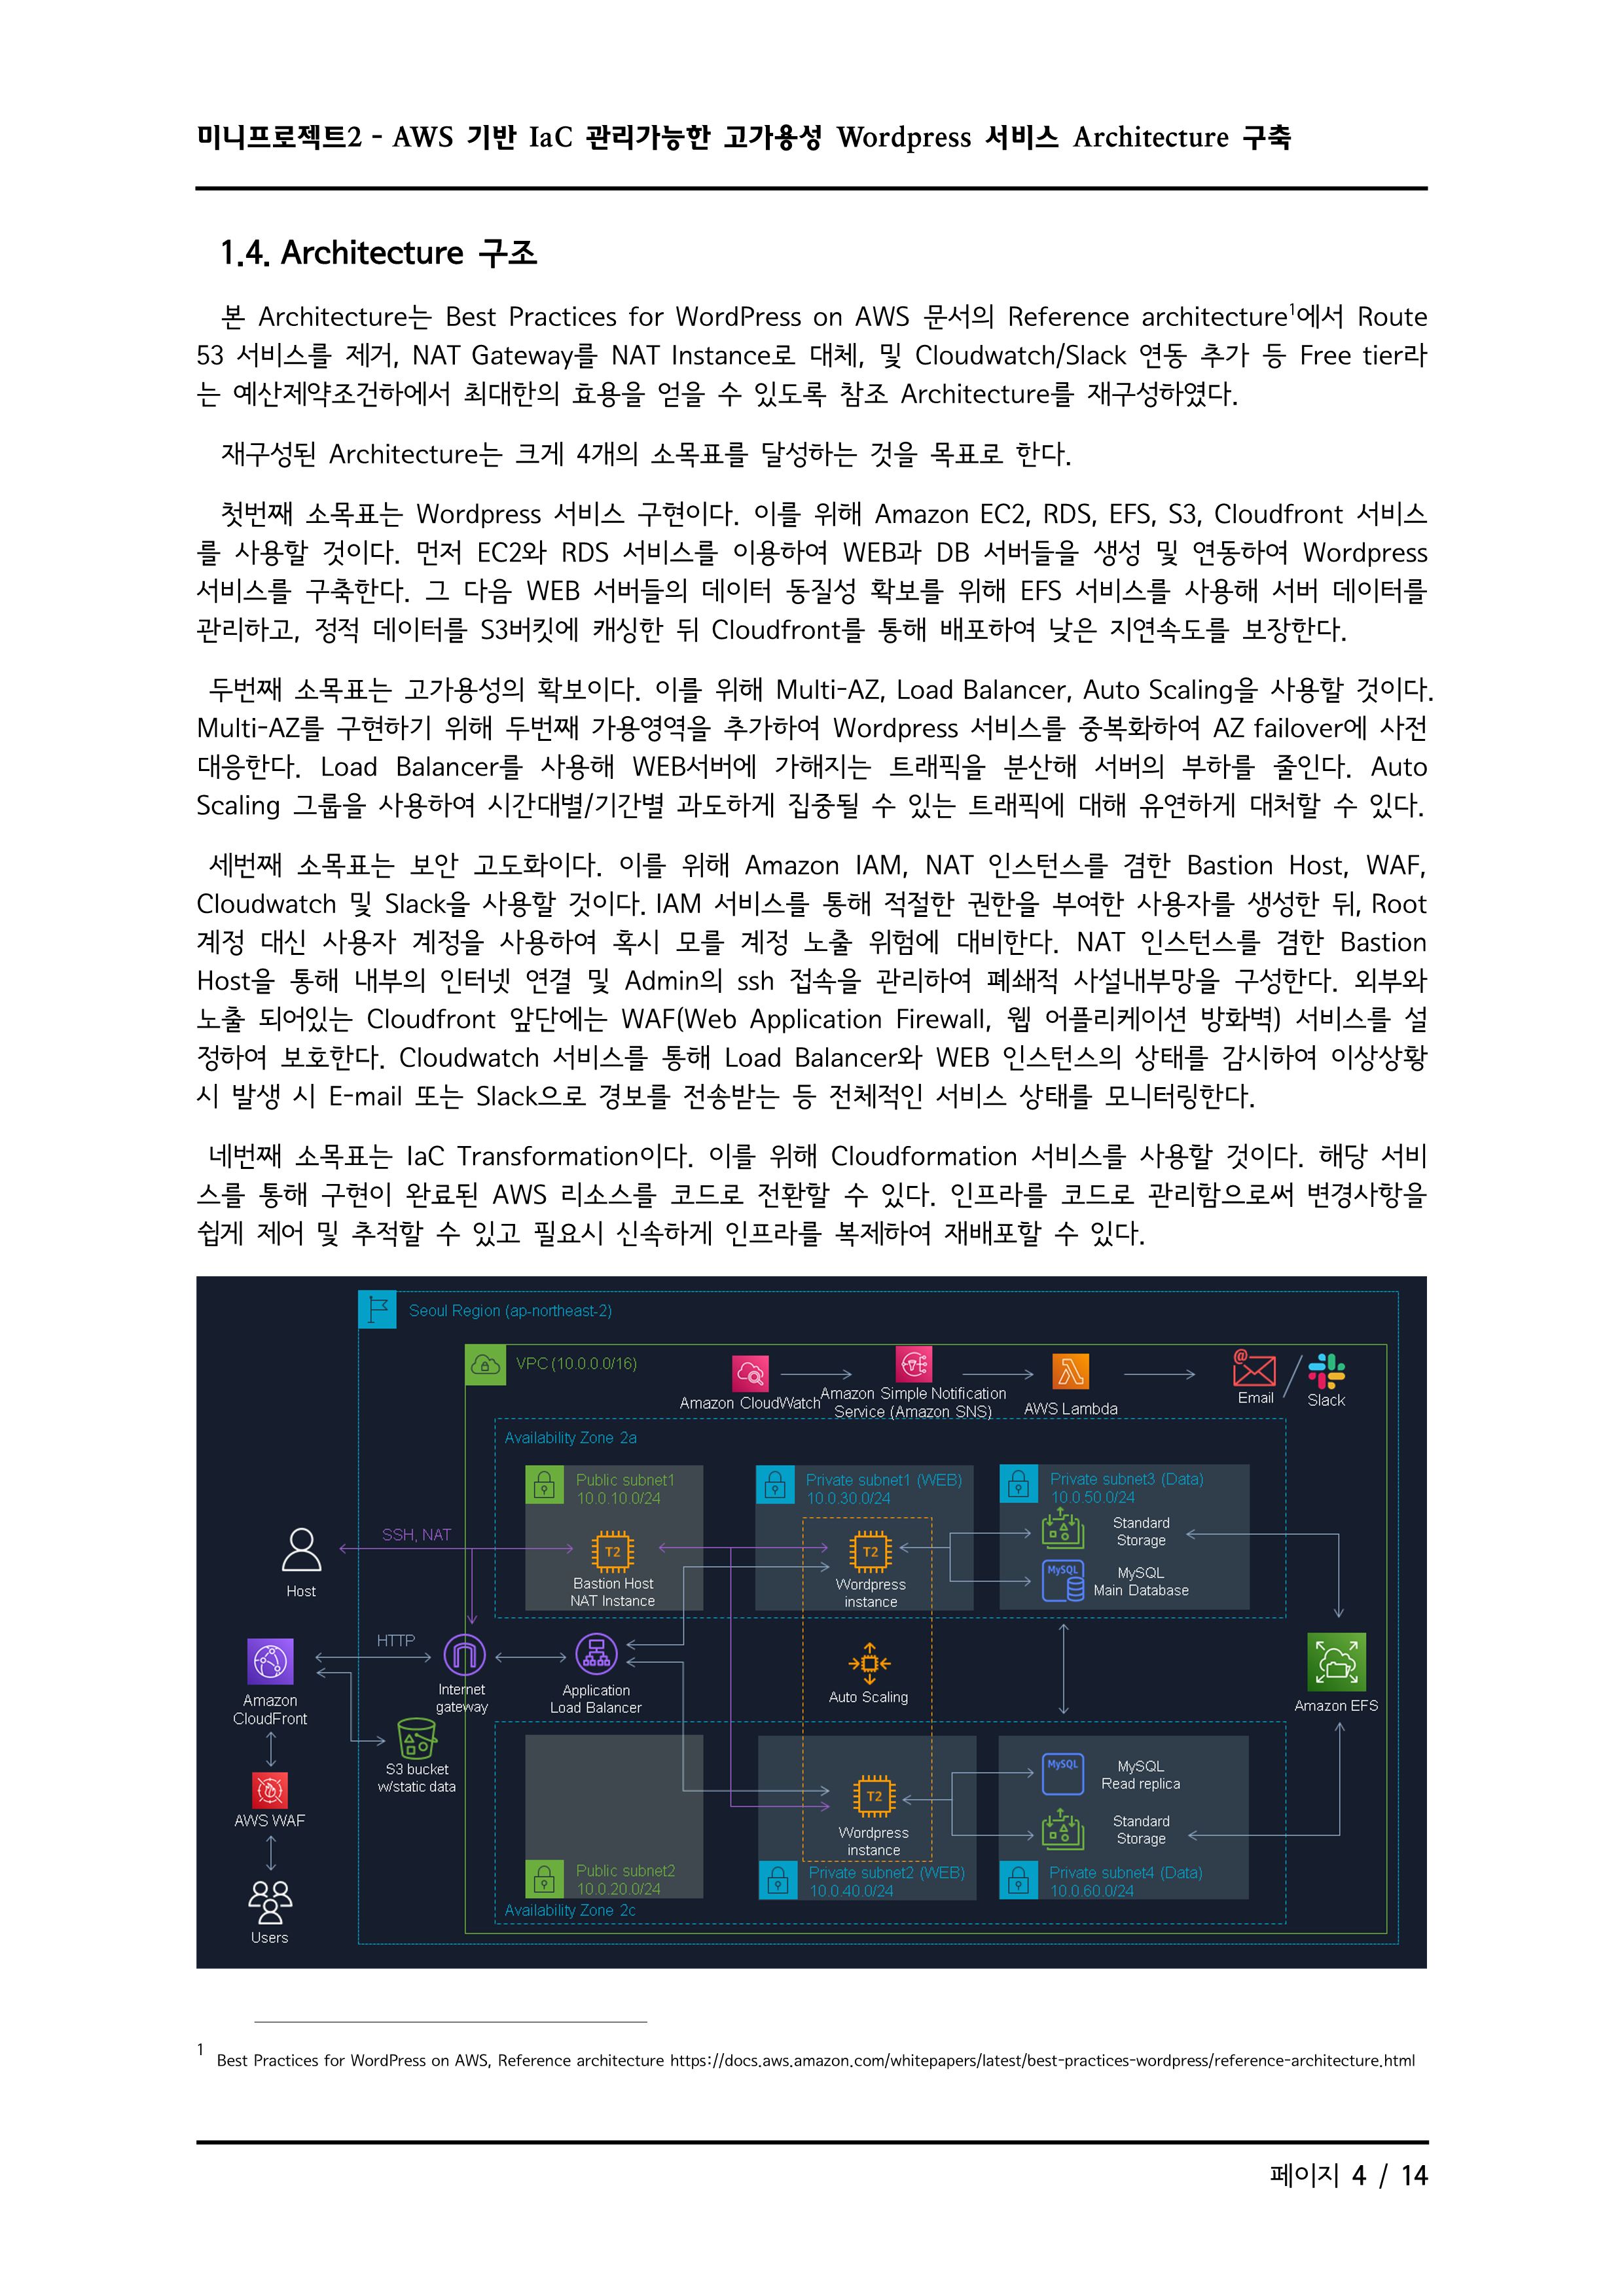 미니프로젝트2 - AWS 기반 IaC 관리가능한 고가용성 Wordpress 서비스 Architecture 구축
1.4. Architecture 구조
본 Architecture는 Best Practices for WordPress on AWS 문서의 Reference architecture1에서 Route
53 서비스를 제거, NAT Gateway를 NAT Instance로 대체, 및 Cloudwatch/Slack 연동 추가 등 Free tier라
는 예산제약조건하에서 최대한의 효용을 얻을 수 있도록 참조 Architecture를 재구성하였다.
재구성된 Architecture는 크게 4개의 소목표를 달성하는 것을 목표로 한다.
첫번째 소목표는 Wordpress 서비스 구현이다. 이를 위해 Amazon EC2, RDS, EFS, S3, Cloudfront 서비스
를 사용할 것이다. 먼저 EC2와 RDS 서비스를 이용하여 WEB과 DB 서버들을 생성 및 연동하여 Wordpress
서비스를 구축한다. 그 다음 WEB 서버들의 데이터 동질성 확보를 위해 EFS 서비스를 사용해 서버 데이터를
관리하고, 정적 데이터를 S3버킷에 캐싱한 뒤 Cloudfront를 통해 배포하여 낮은 지연속도를 보장한다.
두번째 소목표는 고가용성의 확보이다. 이를 위해 Multi-AZ, Load Balancer, Auto Scaling을 사용할 것이다.
Multi-AZ를 구현하기 위해 두번째 가용영역을 추가하여 Wordpress 서비스를 중복화하여 AZ failover에 사전
대응한다. Load Balancer를 사용해 WEB서버에 가해지는 트래픽을 분산해 서버의 부하를 줄인다. Auto
Scaling 그룹을 사용하여 시간대별/기간별 과도하게 집중될 수 있는 트래픽에 대해 유연하게 대처할 수 있다.
세번째 소목표는 보안 고도화이다. 이를 위해 Amazon IAM, NAT 인스턴스를 겸한 Bastion Host, WAF,
Cloudwatch 및 Slack을 사용할 것이다. IAM 서비스를 통해 적절한 권한을 부여한 사용자를 생성한 뒤, Root
계정 대신 사용자 계정을 사용하여 혹시 모를 계정 노출 위험에 대비한다. NAT 인스턴스를 겸한 Bastion
Host을 통해 내부의 인터넷 연결 및 Admin의 ssh 접속을 관리하여 폐쇄적 사설내부망을 구성한다. 외부와
노출 되어있는 Cloudfront 앞단에는 WAF(Web Application Firewall, 웹 어플리케이션 방화벽) 서비스를 설
정하여 보호한다. Cloudwatch 서비스를 통해 Load Balancer와 WEB 인스턴스의 상태를 감시하여 이상상황
시 발생 시 E-mail 또는 Slack으로 경보를 전송받는 등 전체적인 서비스 상태를 모니터링한다.
네번째 소목표는 IaC Transformation이다. 이를 위해 Cloudformation 서비스를 사용할 것이다. 해당 서비
스를 통해 구현이 완료된 AWS 리소스를 코드로 전환할 수 있다. 인프라를 코드로 관리함으로써 변경사항을
쉽게 제어 및 추적할 수 있고 필요시 신속하게 인프라를 복제하여 재배포할 수 있다.
Seoul Region (ap-northeast-2)
VPC (10.0.0.0/16)
Amazon CloudWatch
Amazon Simple Notification
Service (Amazon SNS)
AWS Lambda
Email
Slack
Availability Zone 2a
Public subnet1
10.0.10.0/24
Private subnet1 (WEB)
10.0.30.0/24
Private subnet3 (Data)
10.0.50.0/24
SSH, NAT
Host
T2
Bastion Host
NAT Instance
T2
Wordpress
instance
Standard
Storage
MySQL
MySQL
Main Database
HTTP
Amazon
CloudFront
Internet
gateway
Application
Load Balancer
Auto Scaling
Amazon EFS
S3 bucket
w/static data
AWS WAF
Users
T2
Wordpress
instance
MySQL
MySQL
Read replica
Standard
Storage
Public subnet2
10.0.20.0/24
Private subnet2 (WEB)
10.0.40.0/24
Private subnet4 (Data)
10.0.60.0/24
Availability Zone 2c
1 Best Practices for WordPress on AWS, Reference architecture https://docs.aws.amazon.com/whitepapers/latest/best-practices-wordpress/reference-architecture.html
페이지 4 / 14